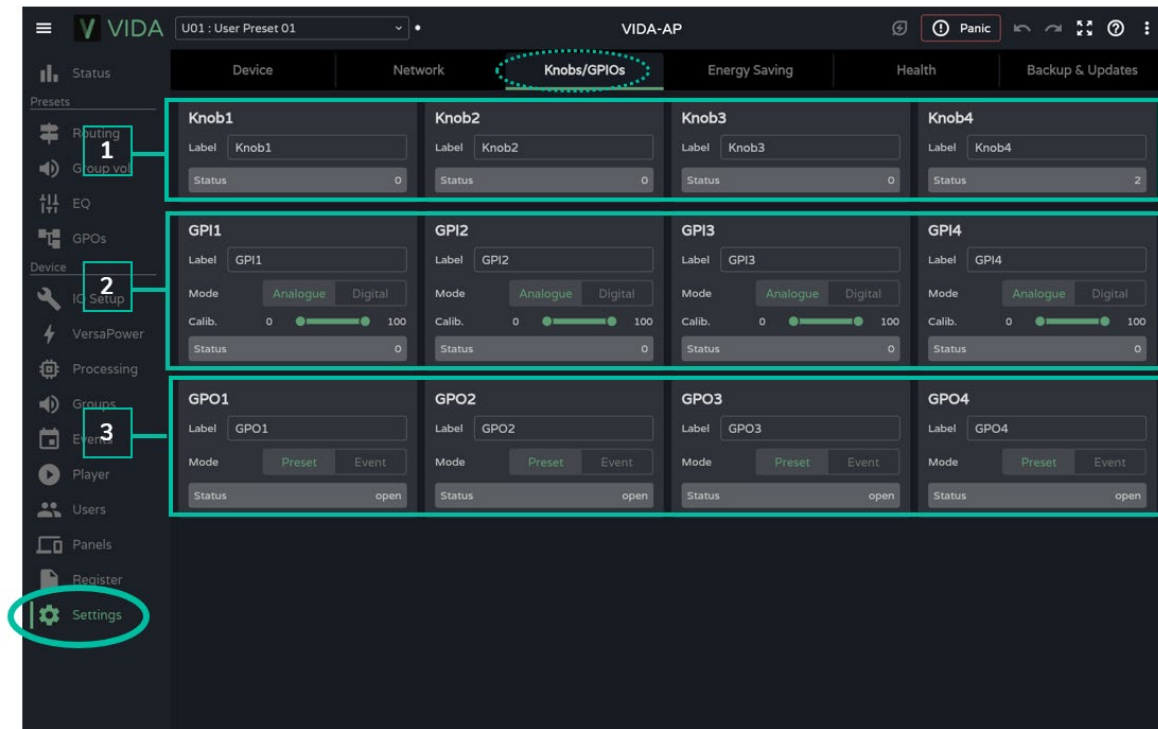 VIDA U01 : User Preset 01 VIDA-AP Panic
Status Device Network Knobs/GPIOs Energy Saving Health Backup & Updates
Presets
Routing
Group vol
EQ
GPOs
Device
IO Setup
VersaPower
Processing
Groups
Events
Player
Users
Panels
Register
Settings
1
Knob1 Knob2 Knob3 Knob4
Label Knob1 Label Knob2 Label Knob3 Label Knob4
Status 0 Status 0 Status 0 Status 2
2
GPI1 GPI2 GPI3 GPI4
Label GPI1 Label GPI2 Label GPI3 Label GPI4
Mode Analogue Digital Mode Analogue Digital Mode Analogue Digital Mode Analogue Digital
Calib. 0 100 Calib. 0 100 Calib. 0 100 Calib. 0 100
Status 0 Status 0 Status 0 Status 0
3
GPO1 GPO2 GPO3 GPO4
Label GPO1 Label GPO2 Label GPO3 Label GPO4
Mode Preset Event Mode Preset Event Mode Preset Event Mode Preset Event
Status open Status open Status open Status open